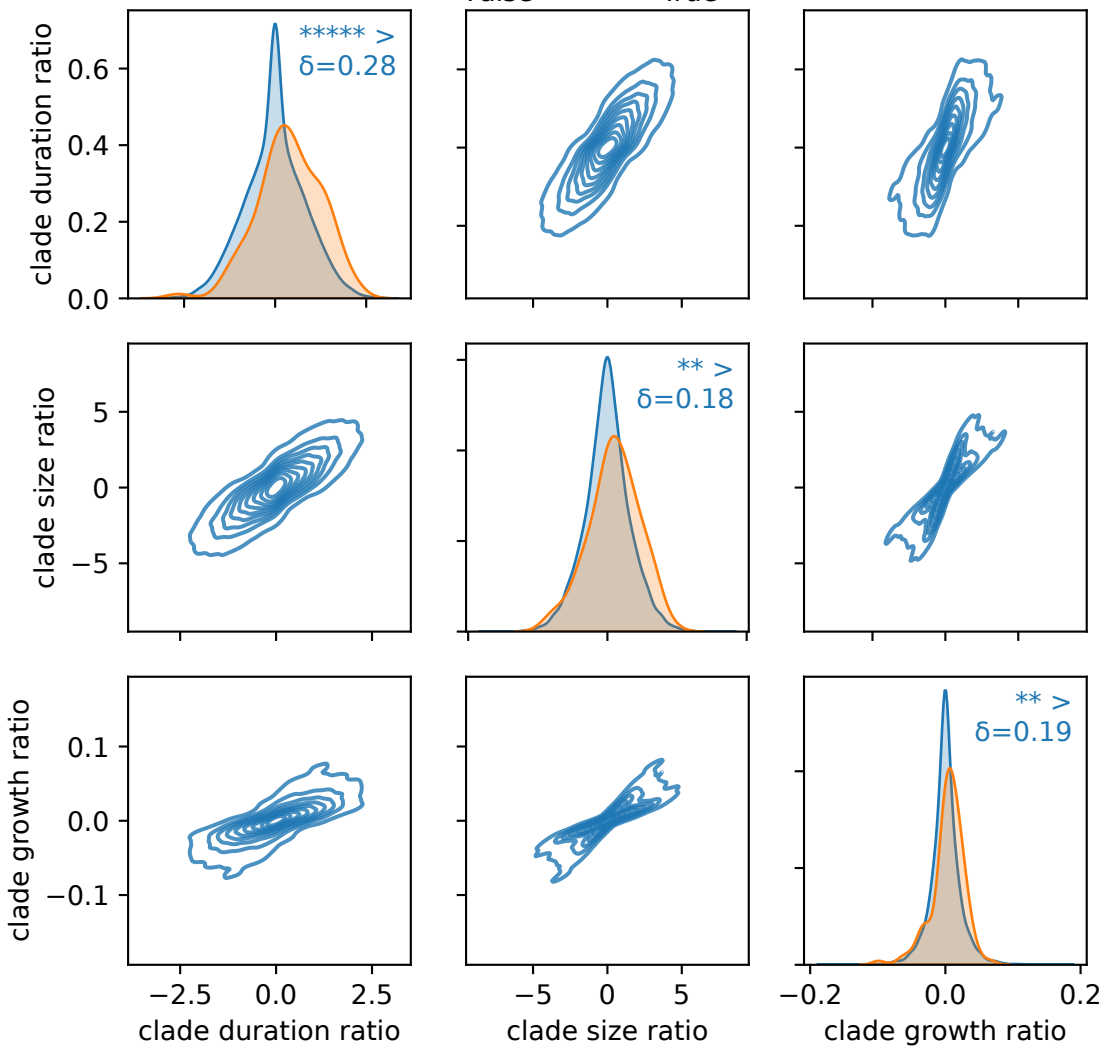 clade duration ratio
0.6
0.4
0.2
0.0
***** >
δ=0.28
clade size ratio
5
0
−5
** >
δ=0.18
clade growth ratio
0.1
0.0
−0.1
** >
δ=0.19
−2.5 0.0 2.5
−5 0 5
−0.2 0.0 0.2
clade duration ratio
clade size ratio
clade growth ratio